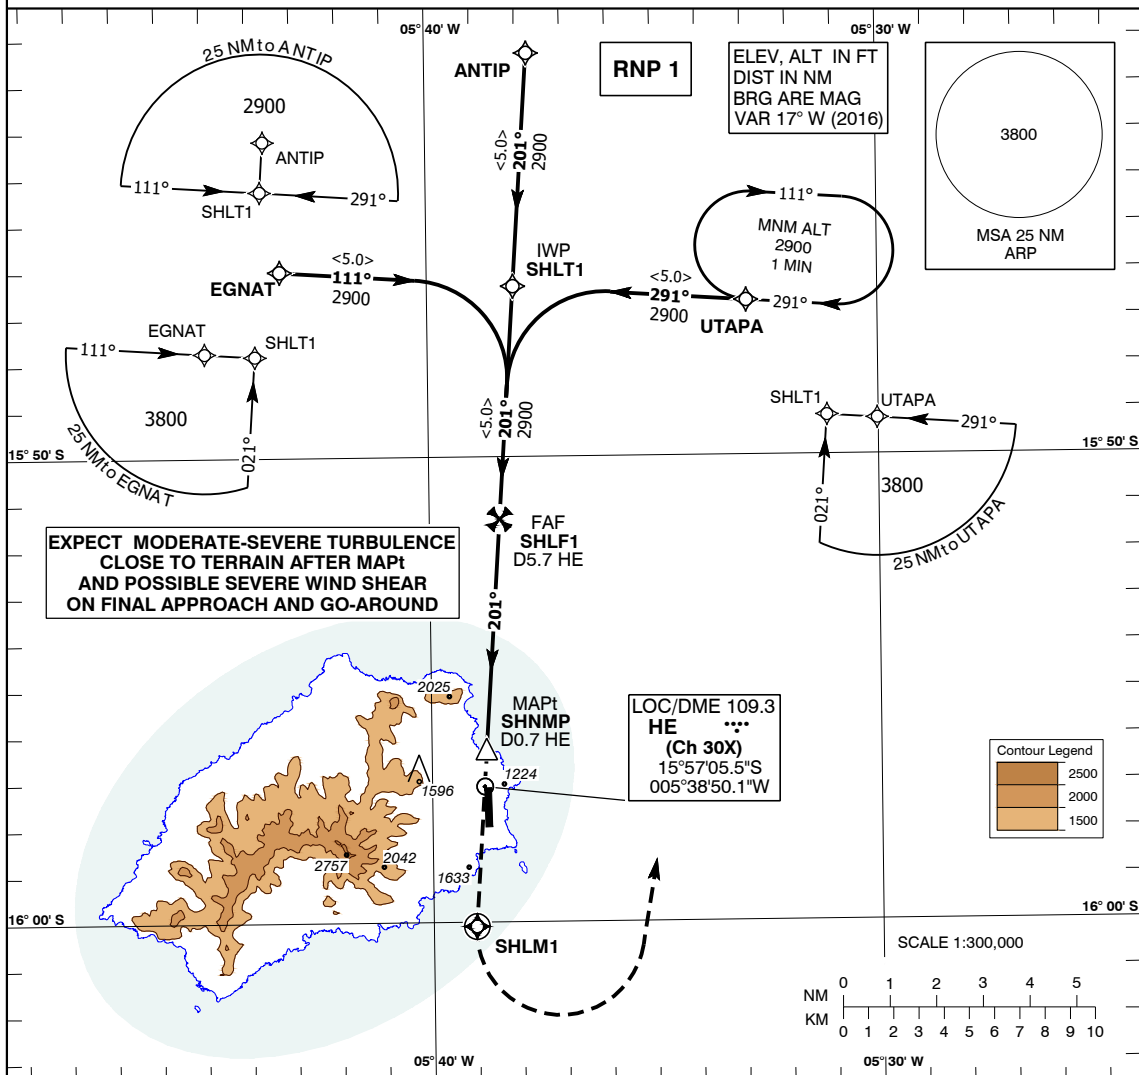 05° 40' W
05° 30' W
25 NM to ANTIP
2900
ANTIP
111°
291°
SHLT1
ANTIP
<5.0>
201°
2900
RNP 1
ELEV, ALT IN FT
DIST IN NM
BRG ARE MAG
VAR 17° W (2016)
3800
MSA 25 NM
ARP
111°
MNM ALT
2900
1 MIN
291°
IWP
SHLT1
EGNAT
<5.0>
111°
2900
<5.0>
291°
2900
UTAPA
EGNAT
SHLT1
111°
3800
021°
25 NM to EGNAT
<5.0>
201°
2900
SHLT1
UTAPA
291°
3800
021°
25 NM to UTAPA
15° 50' S
15° 50' S
EXPECT MODERATE-SEVERE TURBULENCE
CLOSE TO TERRAIN AFTER MAPt
AND POSSIBLE SEVERE WIND SHEAR
ON FINAL APPROACH AND GO-AROUND
FAF
SHLF1
D5.7 HE
201°
MAPt
SHNMP
D0.7 HE
2025
1224
1596
2757
2042
1633
LOC/DME 109.3
HE
(Ch 30X)
15°57'05.5"S
005°38'50.1"W
Contour Legend
2500
2000
1500
16° 00' S
16° 00' S
SHLM1
SCALE 1:300,000
NM
0 1 2 3 4 5
KM
0 1 2 3 4 5 6 7 8 9 10
05° 40' W
05° 30' W